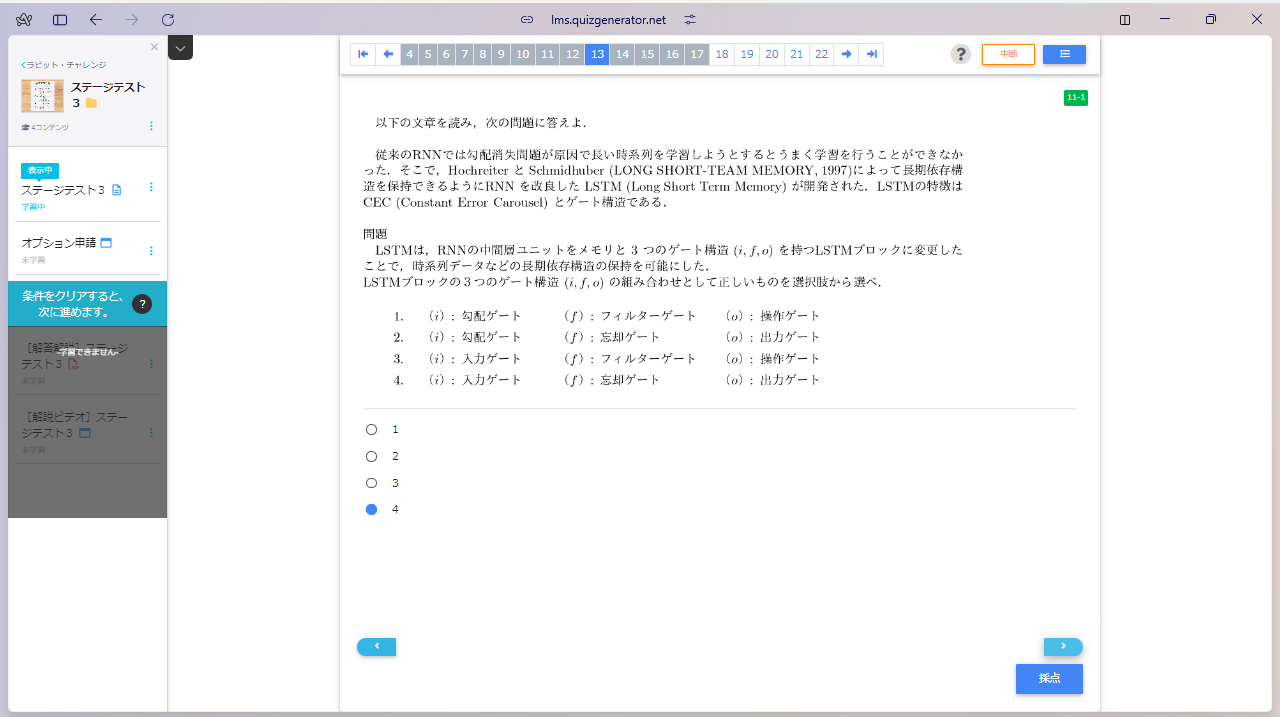 lms.quizgenerator.net
ラビット・チャレンジ
ステージテスト
3
4コンテンツ
表示中
ステージテスト3
学習中
オプション申請
未学習
条件をクリアすると、
次に進めます。
?
［解答解説］ステージ
学習できません。
テスト3
未学習
［解説ビデオ］ステー
ジテスト3
未学習
4 5 6 7 8 9 10 11 12 13 14 15 16 17 18 19 20 21 22
?
中断
11-1
以下の文章を読み，次の問題に答えよ．
従来のRNNでは勾配消失問題が原因で長い時系列を学習しようとするとうまく学習を行うことができなか
った．そこで，Hochreiter と Schmidhuber (LONG SHORT-TEAM MEMORY, 1997)によって長期依存構
造を保持できるようにRNN を改良した LSTM (Long Short Term Memory) が開発された．LSTMの特徴は
CEC (Constant Error Carousel) とゲート構造である．
問題
LSTMは，RNNの中間層ユニットをメモリと 3 つのゲート構造 (i, f, o) を持つLSTMブロックに変更した
ことで，時系列データなどの長期依存構造の保持を可能にした．
LSTMブロックの３つのゲート構造 (i, f, o) の組み合わせとして正しいものを選択肢から選べ．
1. （i）: 勾配ゲート （f）: フィルターゲート （o）: 操作ゲート
2. （i）: 勾配ゲート （f）: 忘却ゲート （o）: 出力ゲート
3. （i）: 入力ゲート （f）: フィルターゲート （o）: 操作ゲート
4. （i）: 入力ゲート （f）: 忘却ゲート （o）: 出力ゲート
1
2
3
4
採点